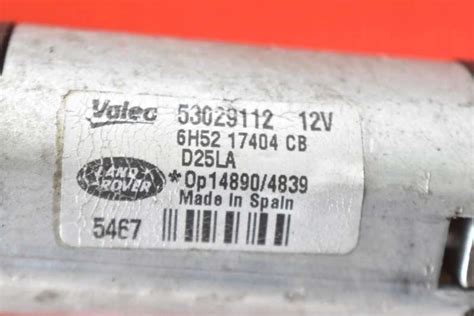 Valeo 53029112 12V
6H52 17404 CB
D25LA
LAND ROVER
*Op14890/4839
Made In Spain
5467